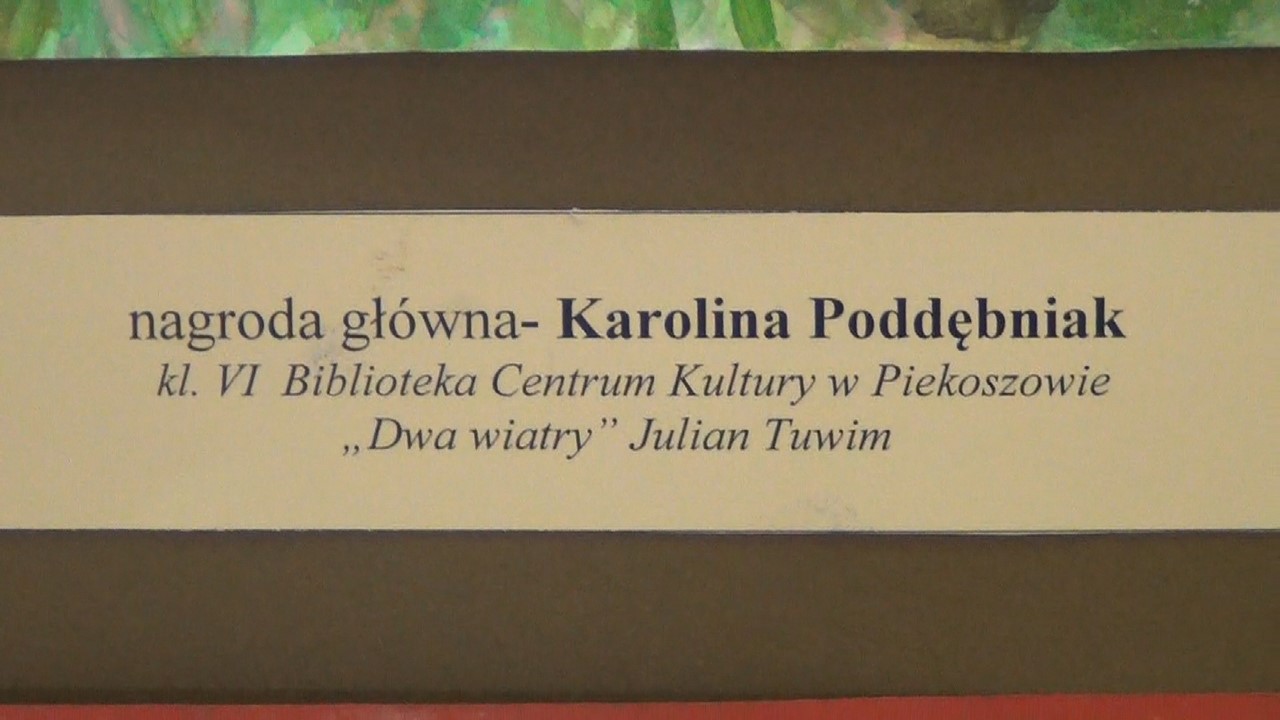 nagroda główna- Karolina Poddębniak
kl. VI Biblioteka Centrum Kultury w Piekoszowie
„Dwa wiatry” Julian Tuwim